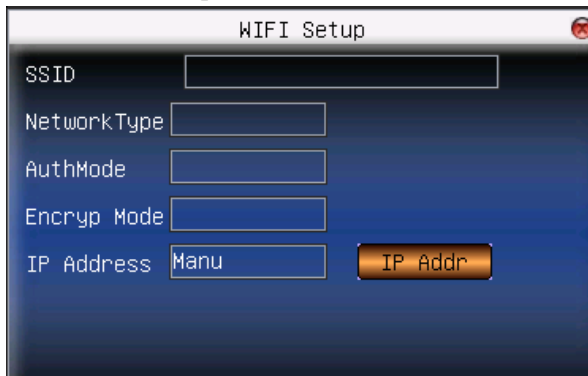 WIFI Setup
SSID
NetworkType
AuthMode
Encryp Mode
IP Address Manu IP Addr